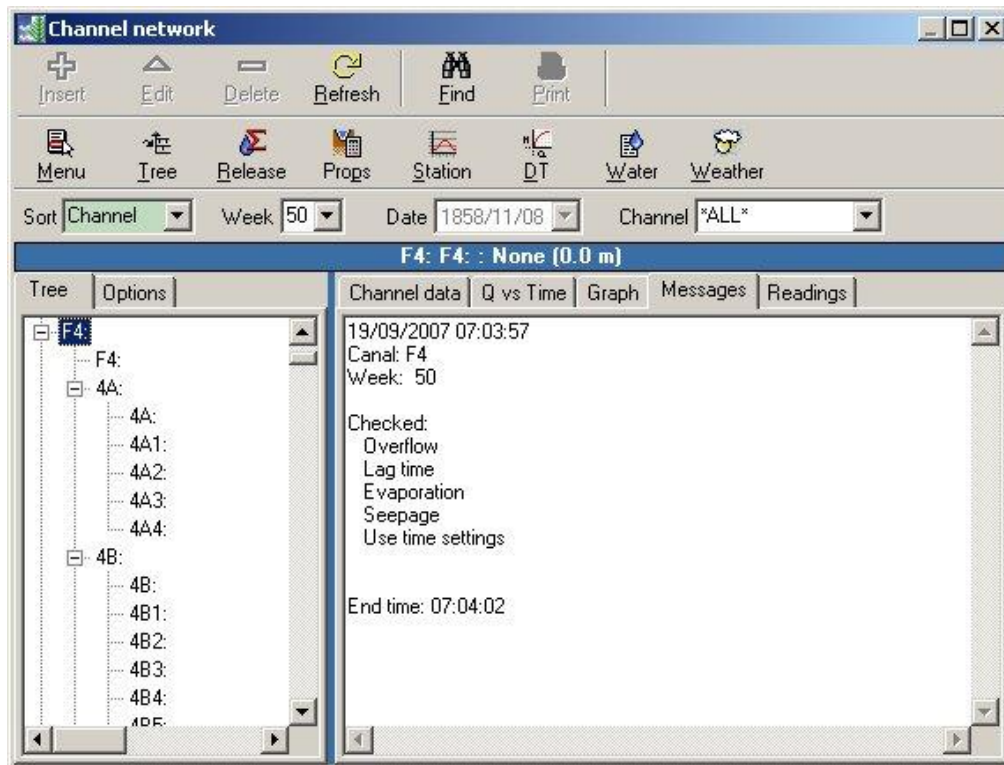 Channel network
Insert Edit Delete Refresh Find Print
Menu Tree Release Props Station DT Water Weather
Sort Channel Week 50 Date 1858/11/08 Channel *ALL*
F4: F4: : None (0.0 m)
Tree Options
Channel data Q vs Time Graph Messages Readings
F4:
F4:
4A:
4A:
4A1:
4A2:
4A3:
4A4:
4B:
4B:
4B1:
4B2:
4B3:
4B4:
4B5:
19/09/2007 07:03:57
Canal: F4
Week: 50
Checked:
Overflow
Lag time
Evaporation
Seepage
Use time settings
End time: 07:04:02